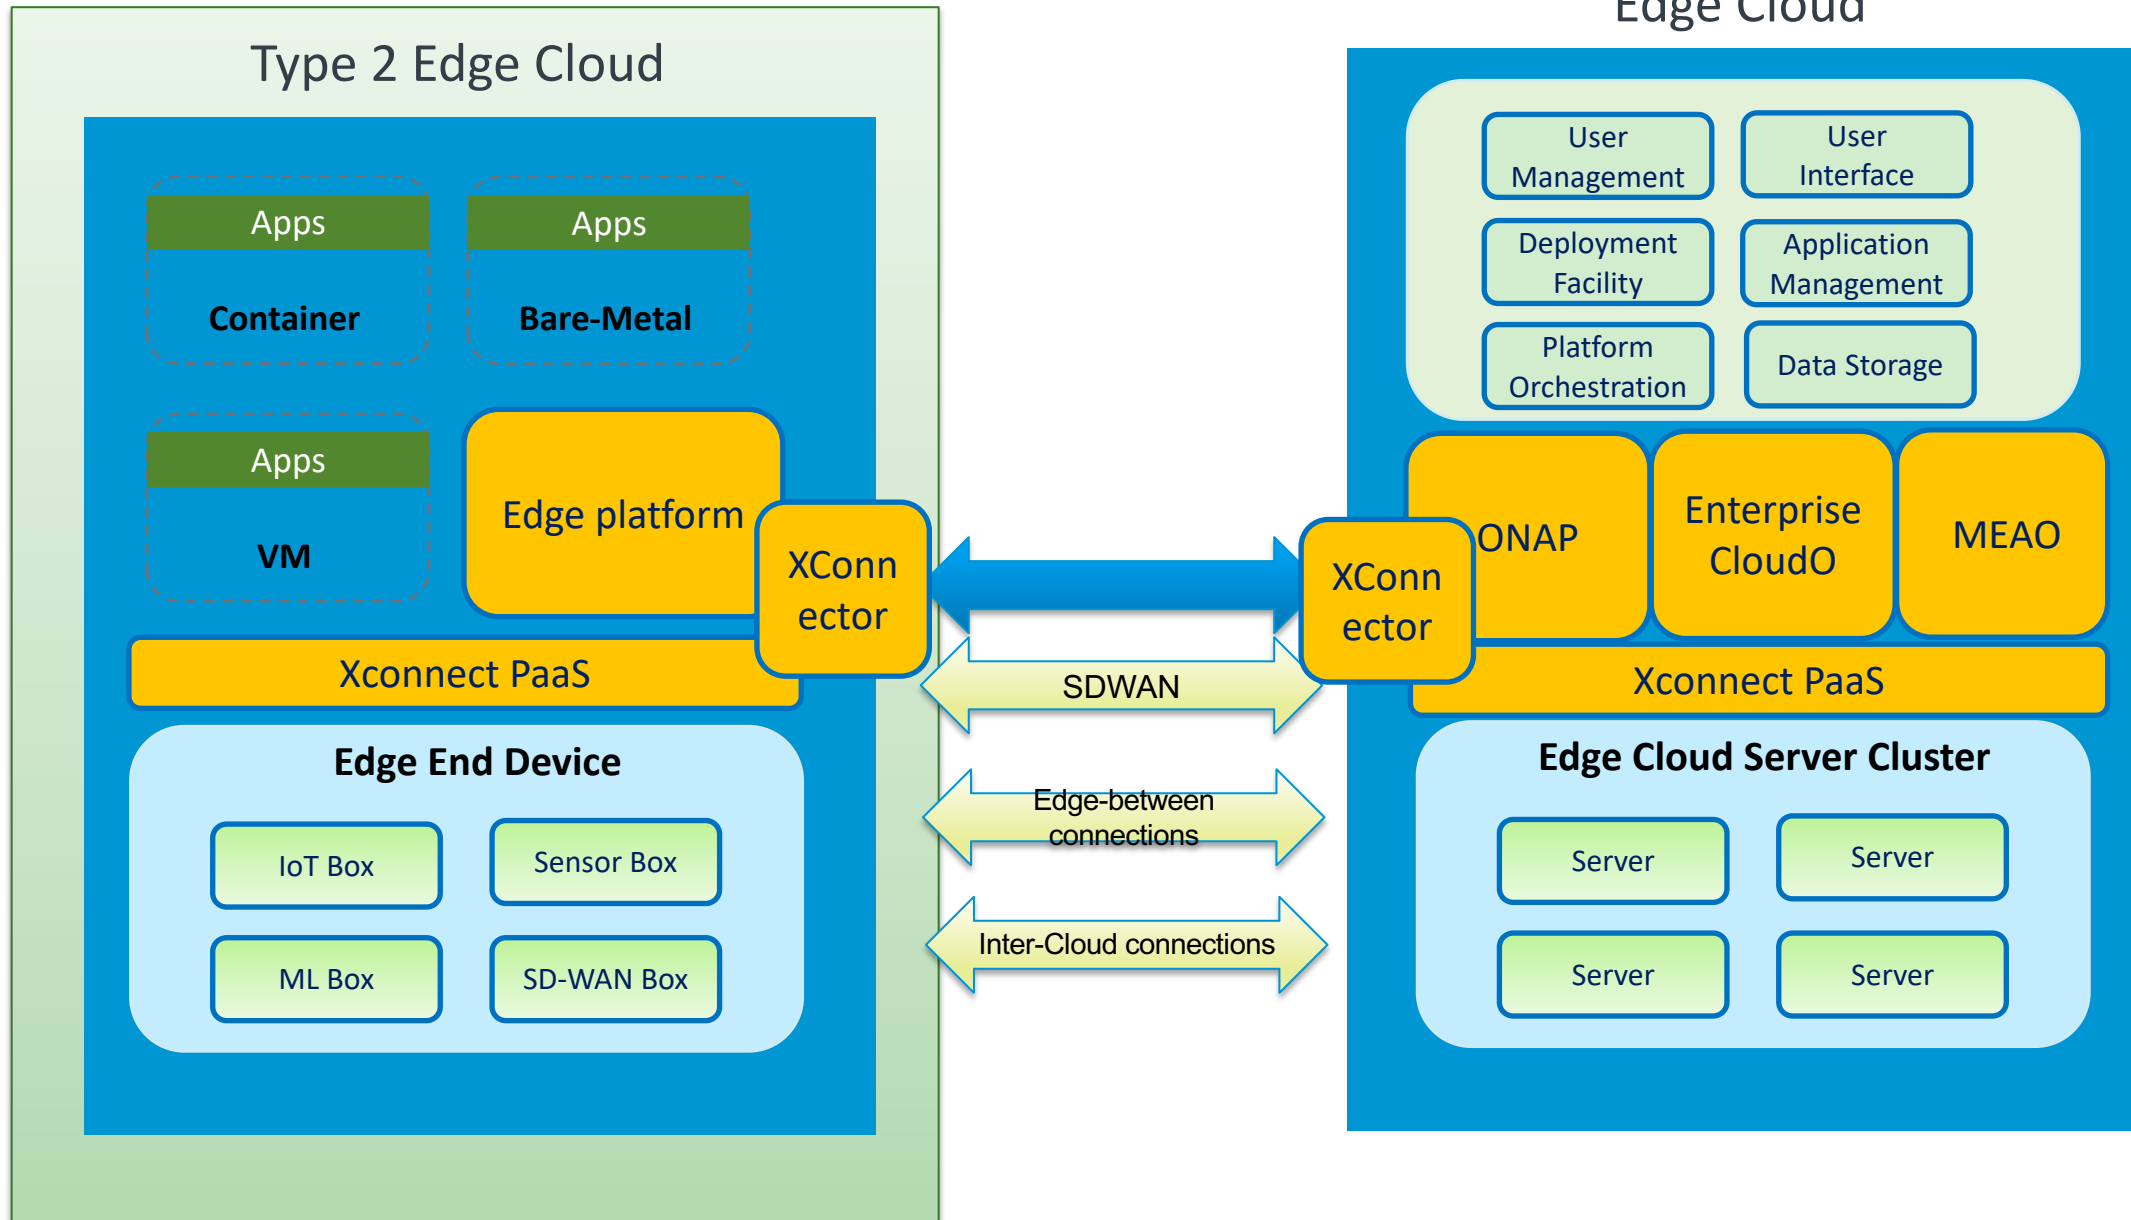 Type 2 Edge Cloud
Apps
Container
Apps
Bare-Metal
Apps
VM
Edge platform
XConn
ector
Xconnect PaaS
Edge End Device
IoT Box
Sensor Box
ML Box
SD-WAN Box
SDWAN
Edge-between
connections
Inter-Cloud connections
Edge Cloud
User
Management
User
Interface
Deployment
Facility
Application
Management
Platform
Orchestration
Data Storage
XConn
ector
ONAP
Enterprise
CloudO
MEAO
Xconnect PaaS
Edge Cloud Server Cluster
Server
Server
Server
Server